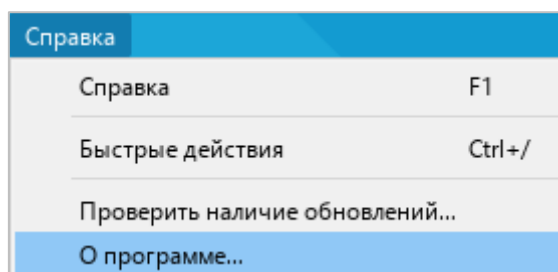 Справка
Справка F1
Быстрые действия Ctrl+/
Проверить наличие обновлений...
О программе...